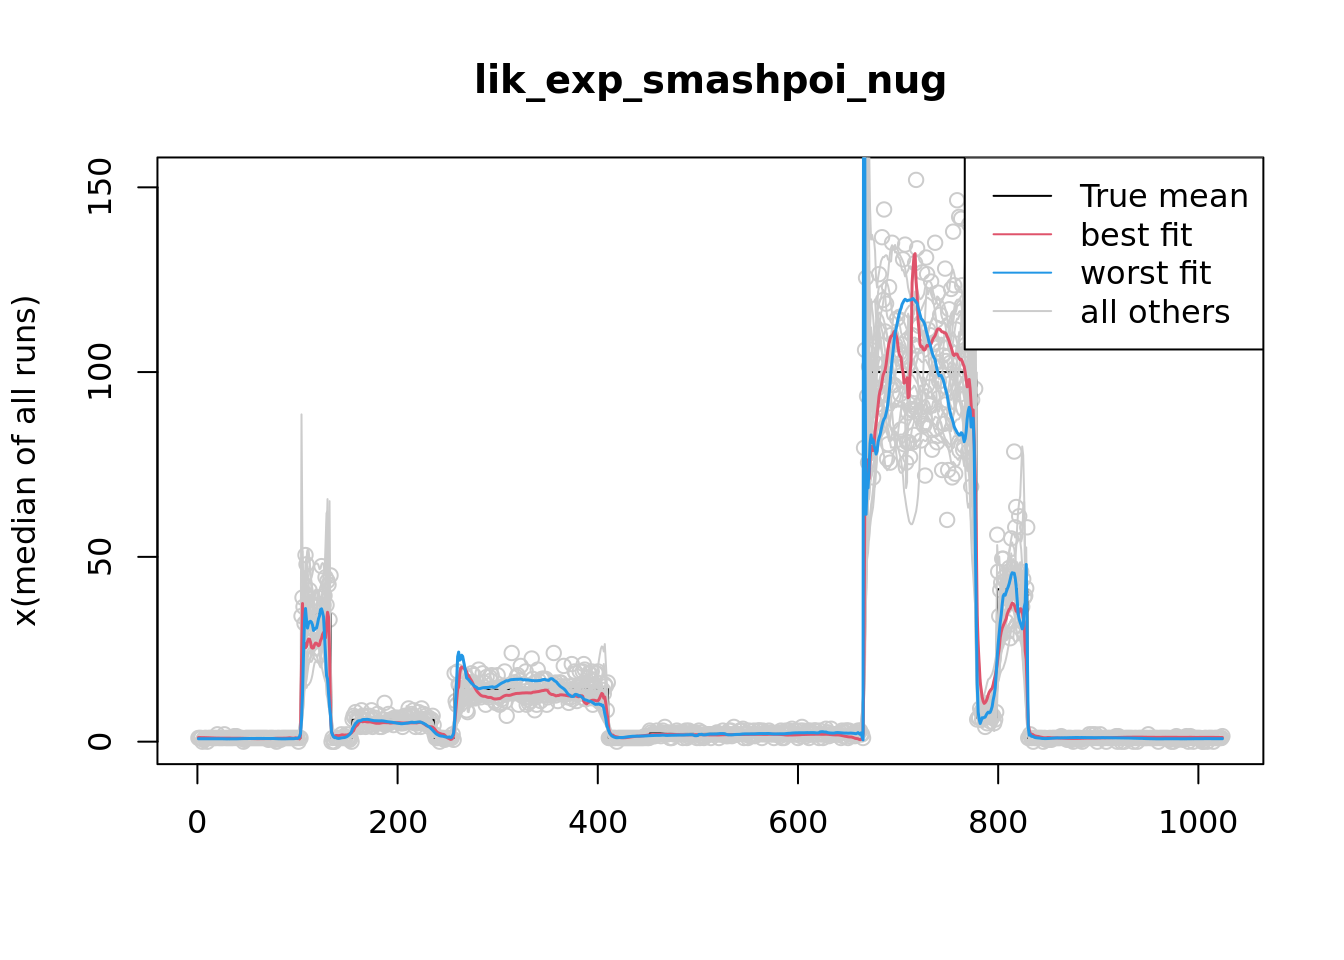 lik_exp_smashpoi_nug
x(median of all runs)
150
100
50
0
True mean
best fit
worst fit
all others
0 200 400 600 800 1000